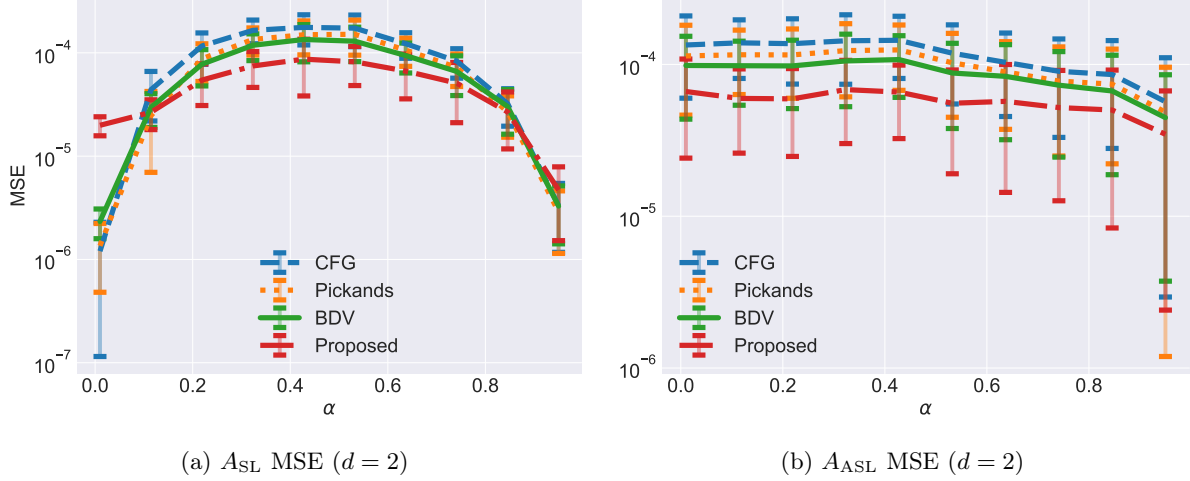 10⁻⁴
10⁻⁵
10⁻⁶
10⁻⁷
MSE
CFG
Pickands
BDV
Proposed
0.0 0.2 0.4 0.6 0.8
α
(a) A_SL MSE (d = 2)
10⁻⁴
10⁻⁵
10⁻⁶
CFG
Pickands
BDV
Proposed
0.0 0.2 0.4 0.6 0.8
α
(b) A_ASL MSE (d = 2)